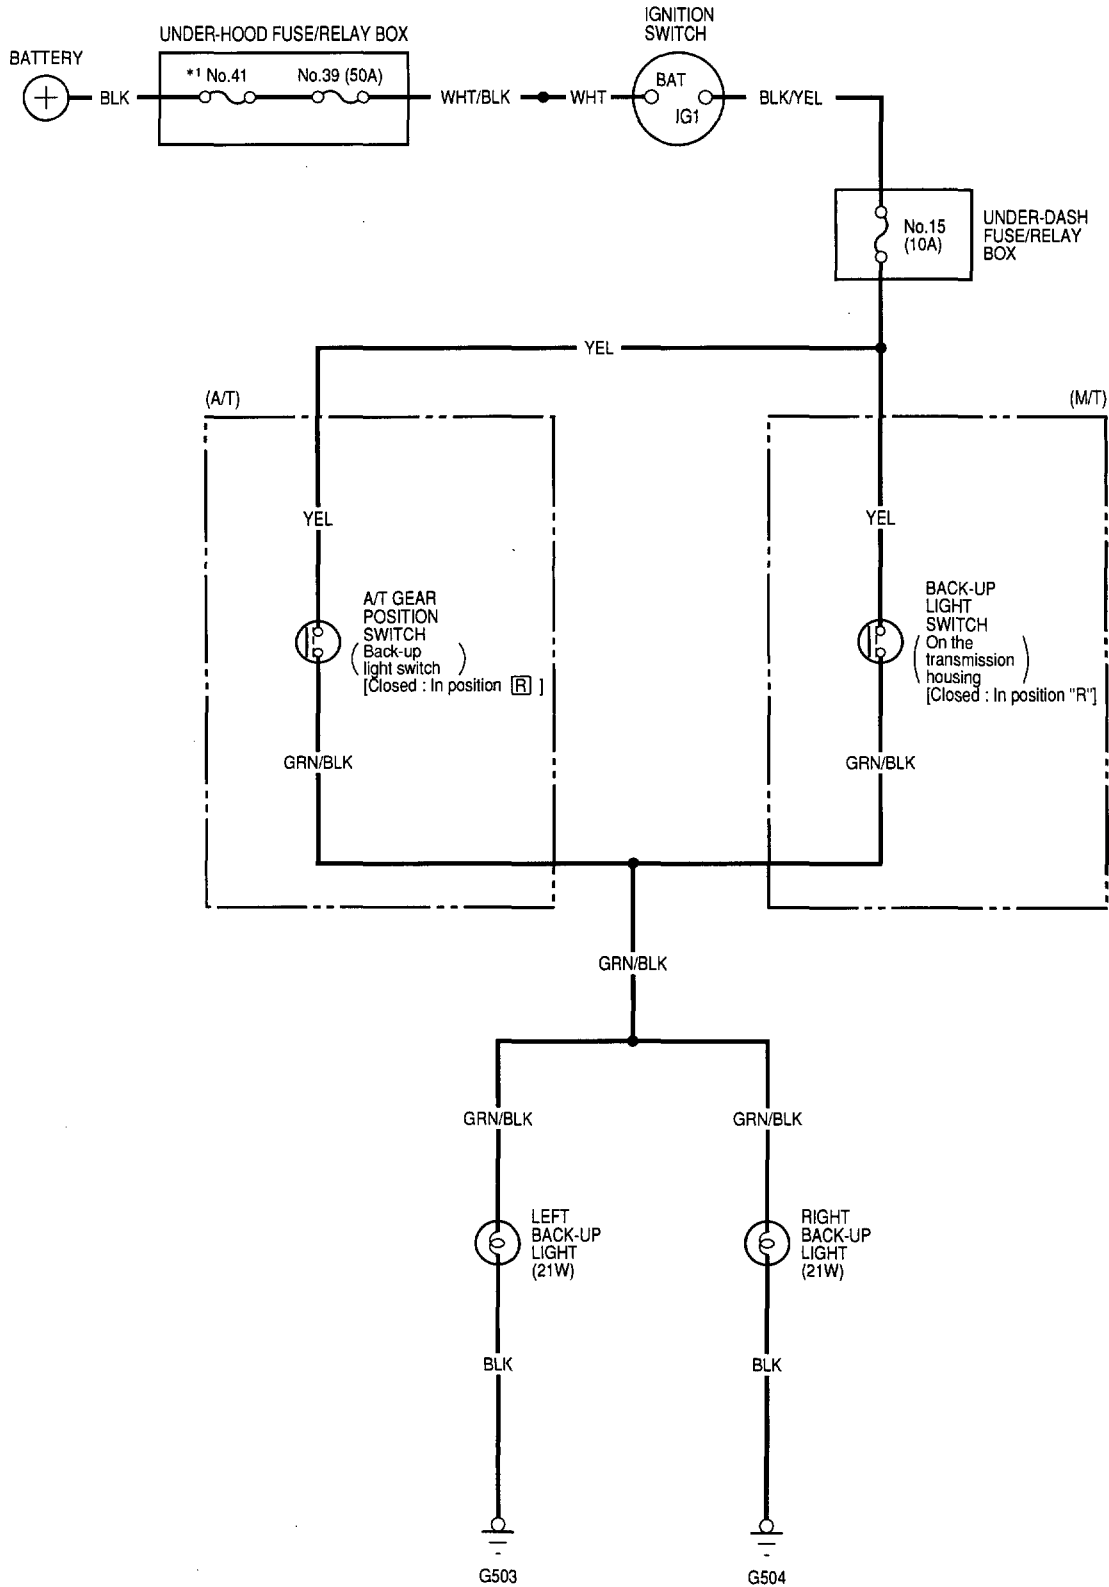 IGNITION
SWITCH
UNDER-HOOD FUSE/RELAY BOX
BATTERY
*1 No.41
No.39 (50A)
BAT
IG1
BLK
WHT/BLK
WHT
BLK/YEL
No.15
(10A)
UNDER-DASH
FUSE/RELAY
BOX
YEL
(A/T)
(M/T)
YEL
YEL
A/T GEAR
POSITION
SWITCH
(Back-up
light switch)
[Closed : In position R ]
BACK-UP
LIGHT
SWITCH
(On the
transmission
housing)
[Closed : In position "R"]
GRN/BLK
GRN/BLK
GRN/BLK
GRN/BLK
GRN/BLK
LEFT
BACK-UP
LIGHT
(21W)
RIGHT
BACK-UP
LIGHT
(21W)
BLK
BLK
G503
G504